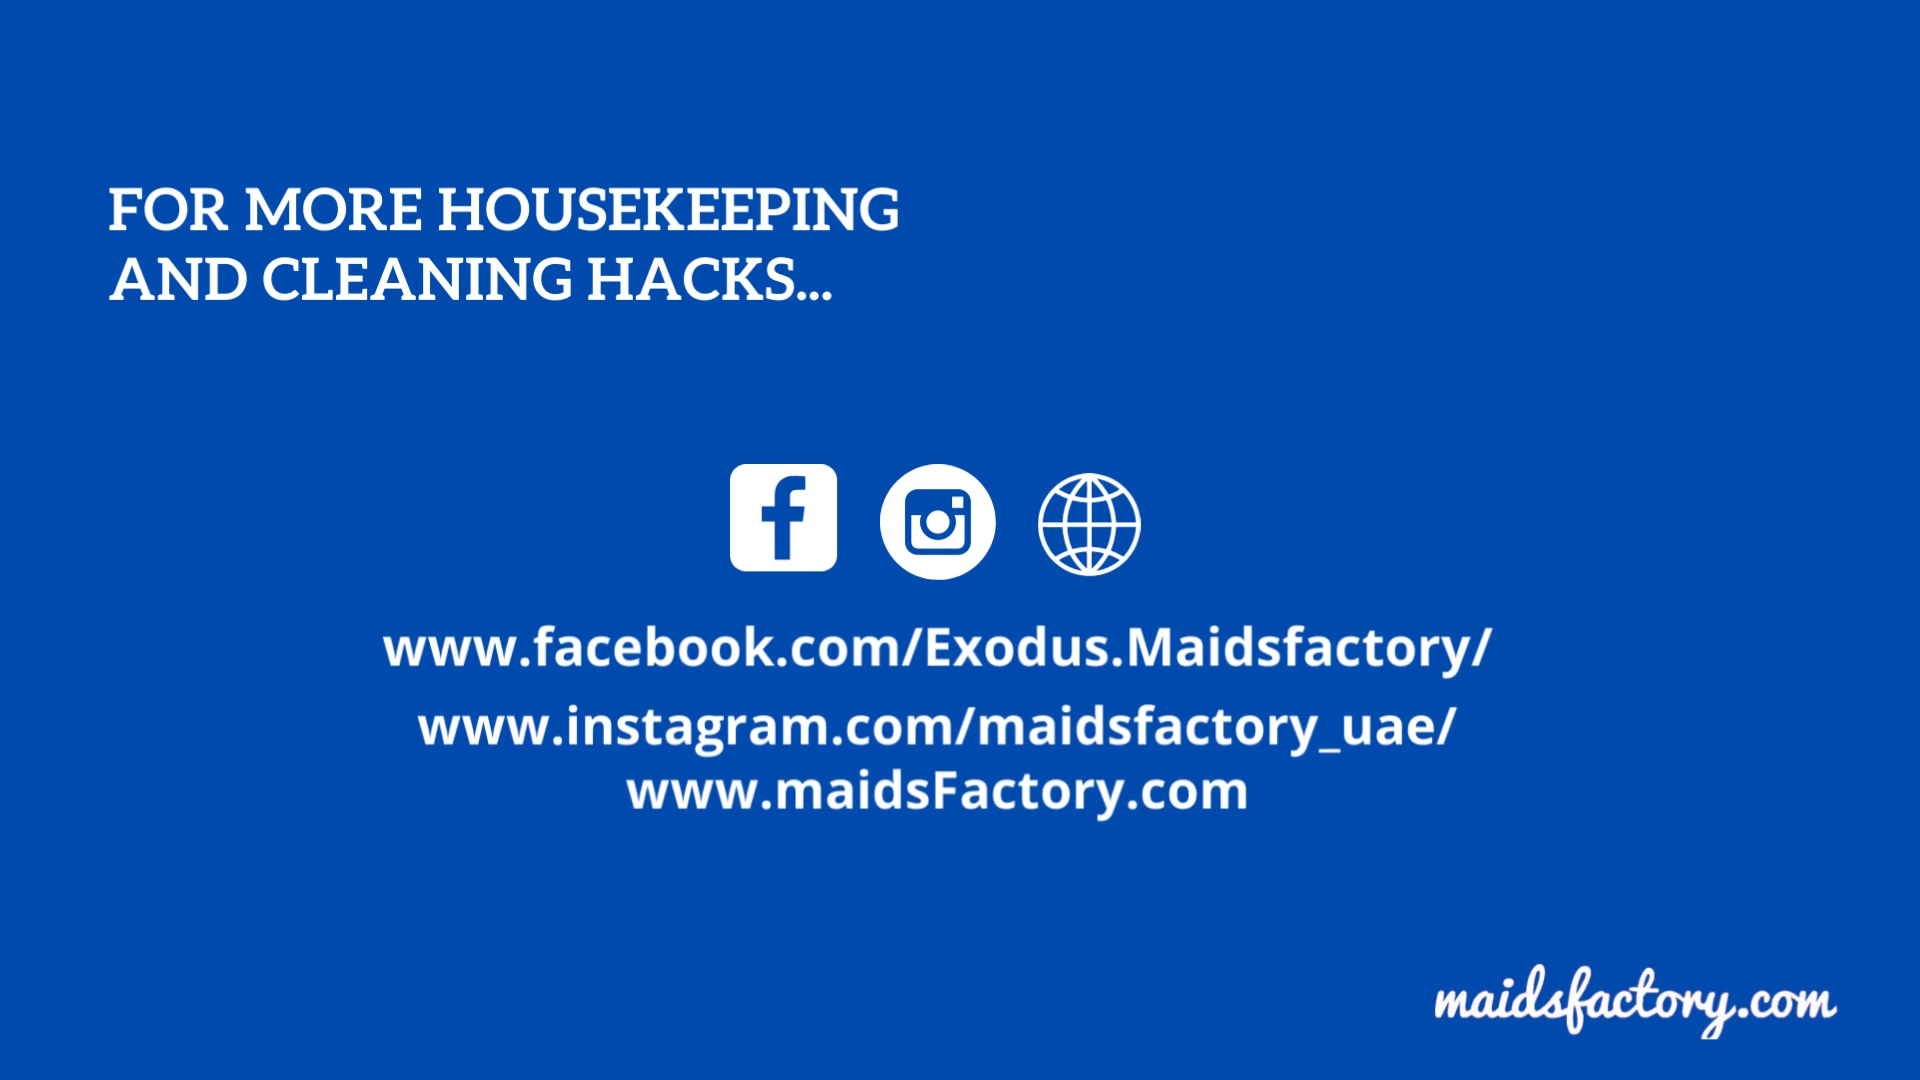 FOR MORE HOUSEKEEPING
AND CLEANING HACKS...
www.facebook.com/Exodus.Maidsfactory/
www.instagram.com/maidsfactory_uae/
www.maidsFactory.com
maidsfactory.com